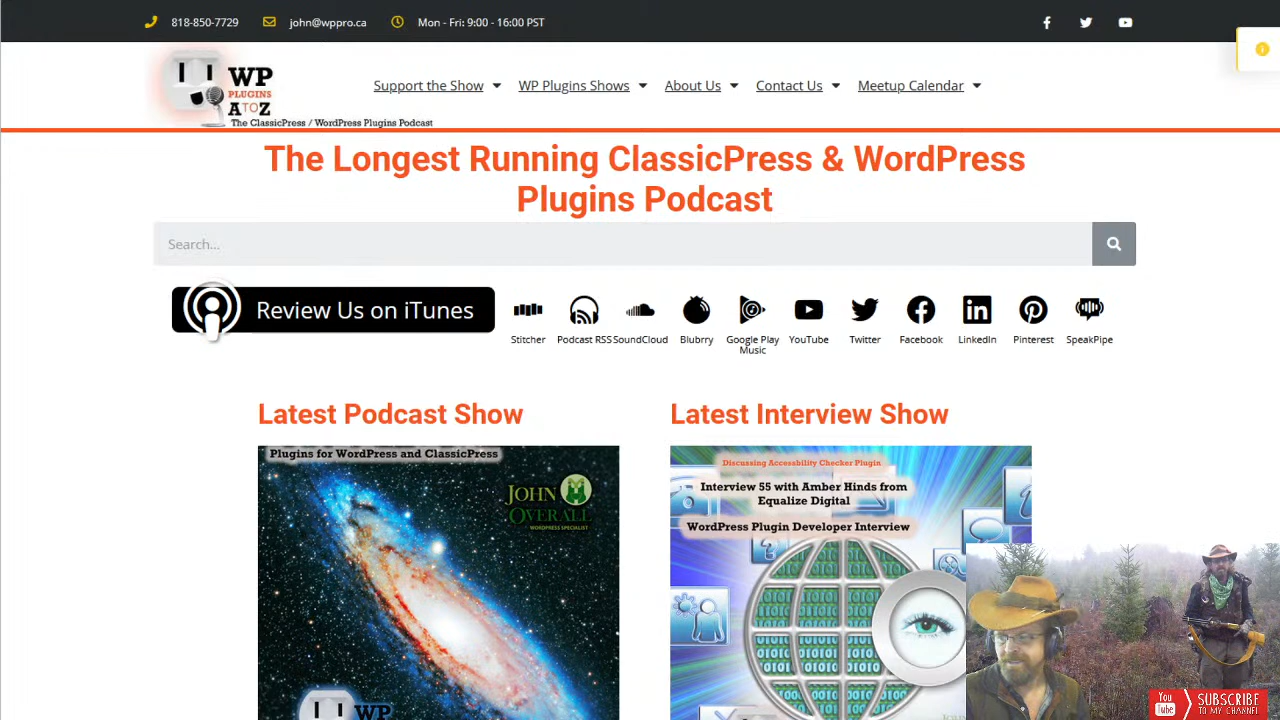 818-850-7729 john@wppro.ca Mon - Fri: 9:00 - 16:00 PST
WP
PLUGINS
A TO Z
The ClassicPress / WordPress Plugins Podcast
Support the Show WP Plugins Shows About Us Contact Us Meetup Calendar
The Longest Running ClassicPress & WordPress
Plugins Podcast
Search...
Review Us on iTunes
Stitcher Podcast RSS SoundCloud Blubrry Google Play Music YouTube Twitter Facebook LinkedIn Pinterest SpeakPipe
Latest Podcast Show
Plugins for WordPress and ClassicPress
JOHN
OVERALL
WORDPRESS SPECIALIST
WP
Latest Interview Show
Discussing Accessability Checker Plugin
Interview 55 with Amber Hinds from
Equalize Digital
WordPress Plugin Developer Interview
You
Tube
SUBSCRIBE
TO MY CHANNEL